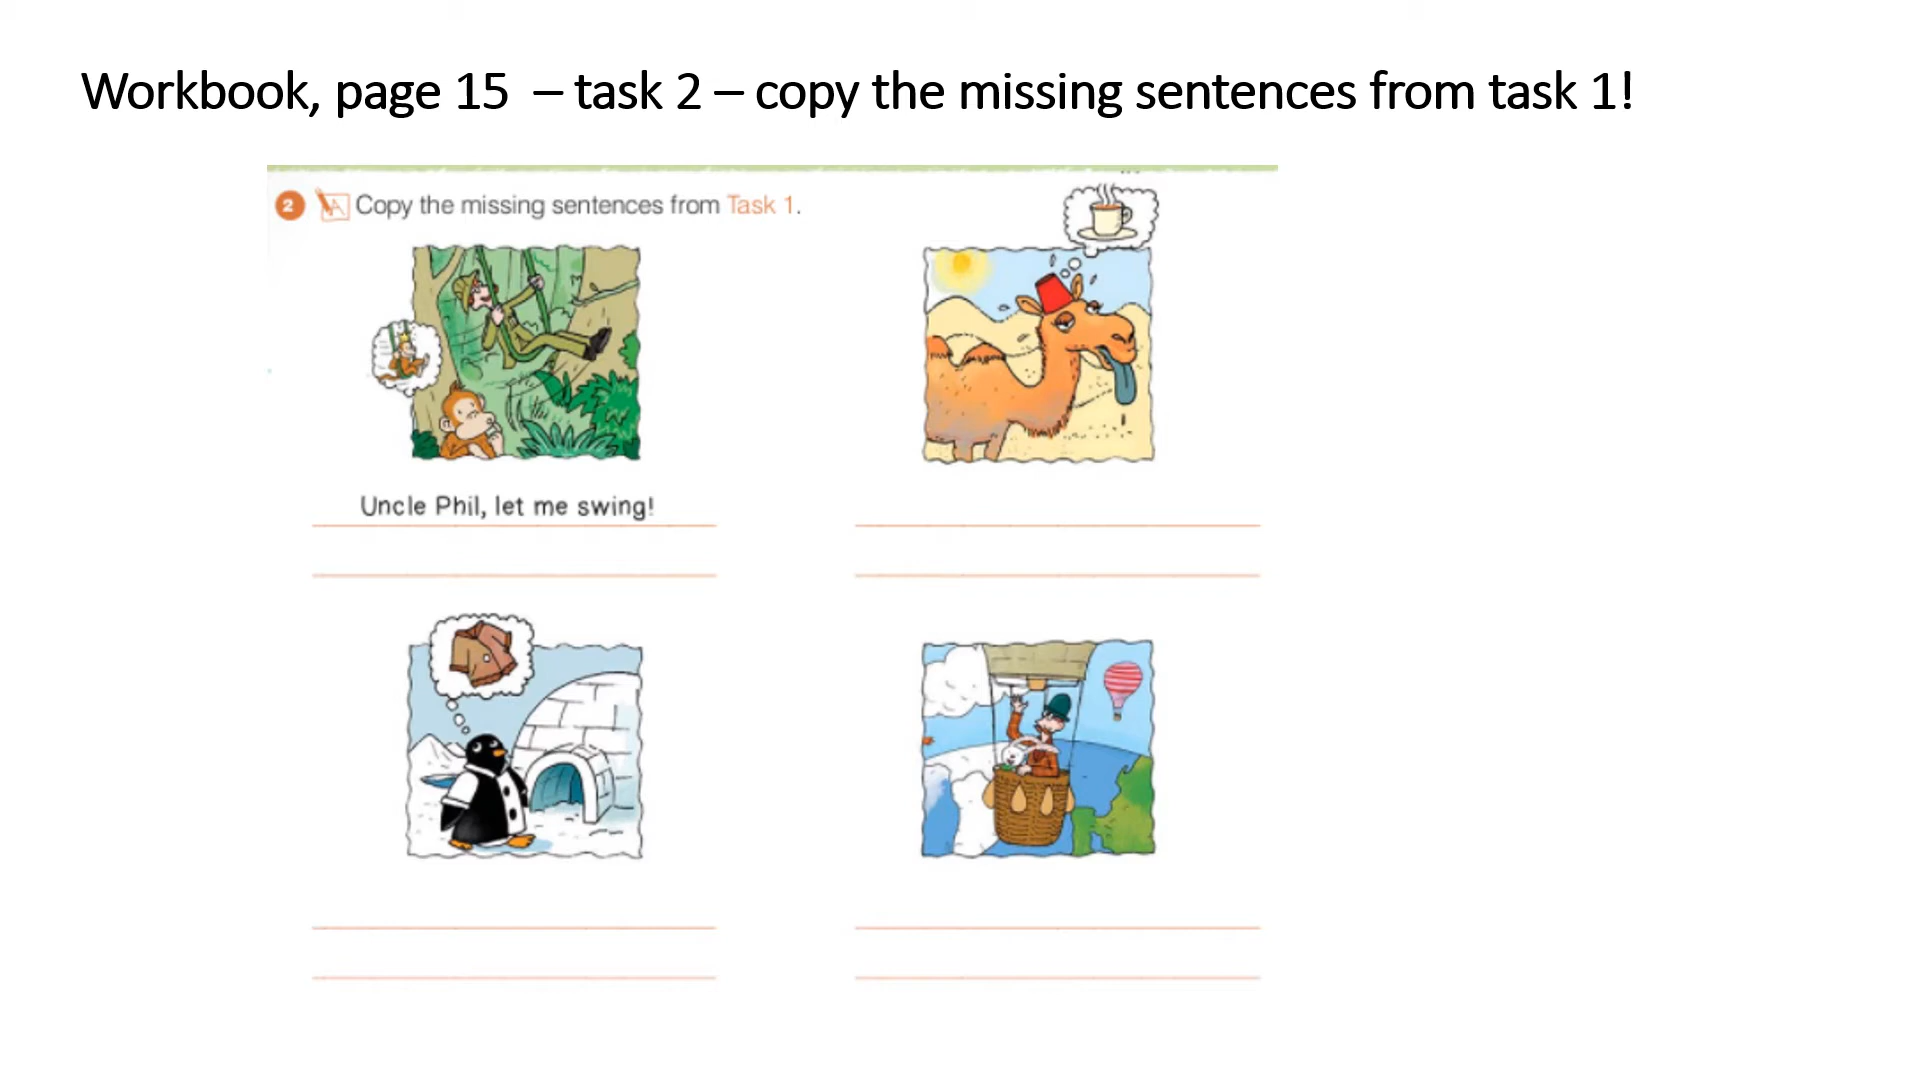 Workbook, page 15 – task 2 – copy the missing sentences from task 1!
2 Copy the missing sentences from Task 1.
Uncle Phil, let me swing!